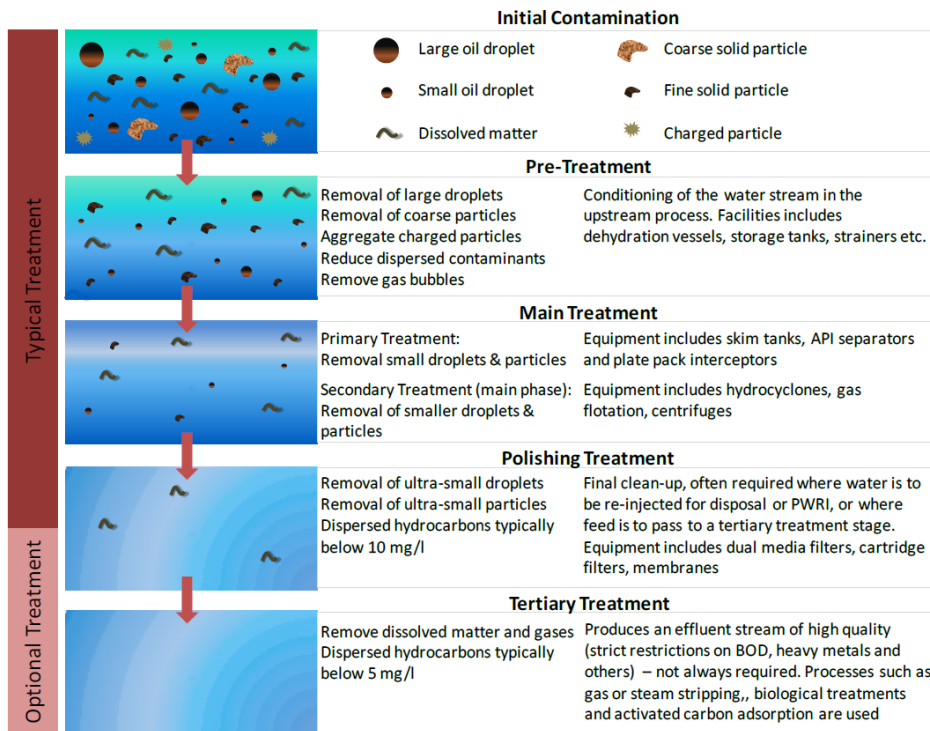 Initial Contamination
Large oil droplet
Coarse solid particle
Small oil droplet
Fine solid particle
Dissolved matter
Charged particle
Typical Treatment
Pre-Treatment
Removal of large droplets
Removal of coarse particles
Aggregate charged particles
Reduce dispersed contaminants
Remove gas bubbles
Conditioning of the water stream in the
upstream process. Facilities includes
dehydration vessels, storage tanks, strainers etc.
Main Treatment
Primary Treatment:
Removal small droplets & particles
Equipment includes skim tanks, API separators
and plate pack interceptors
Secondary Treatment (main phase):
Removal of smaller droplets &
particles
Equipment includes hydrocyclones, gas
flotation, centrifuges
Polishing Treatment
Removal of ultra-small droplets
Removal of ultra-small particles
Dispersed hydrocarbons typically
below 10 mg/l
Final clean-up, often required where water is to
be re-injected for disposal or PWRI, or where
feed is to pass to a tertiary treatment stage.
Equipment includes dual media filters, cartridge
filters, membranes
Optional Treatment
Tertiary Treatment
Remove dissolved matter and gases
Dispersed hydrocarbons typically
below 5 mg/l
Produces an effluent stream of high quality
(strict restrictions on BOD, heavy metals and
others) – not always required. Processes such as
gas or steam stripping,, biological treatments
and activated carbon adsorption are used